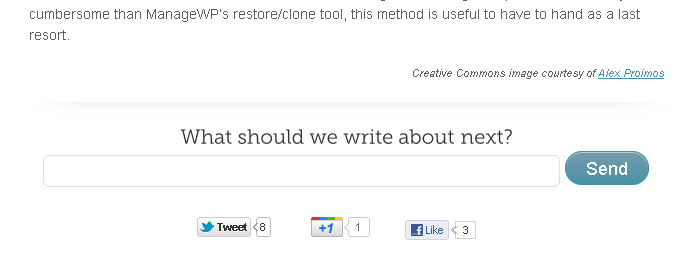 cumbersome than ManageWP's restore/clone tool, this method is useful to have to hand as a last
resort.
Creative Commons image courtesy of Alex Proimos
What should we write about next?
Send
Tweet 8 +1 1 Like 3